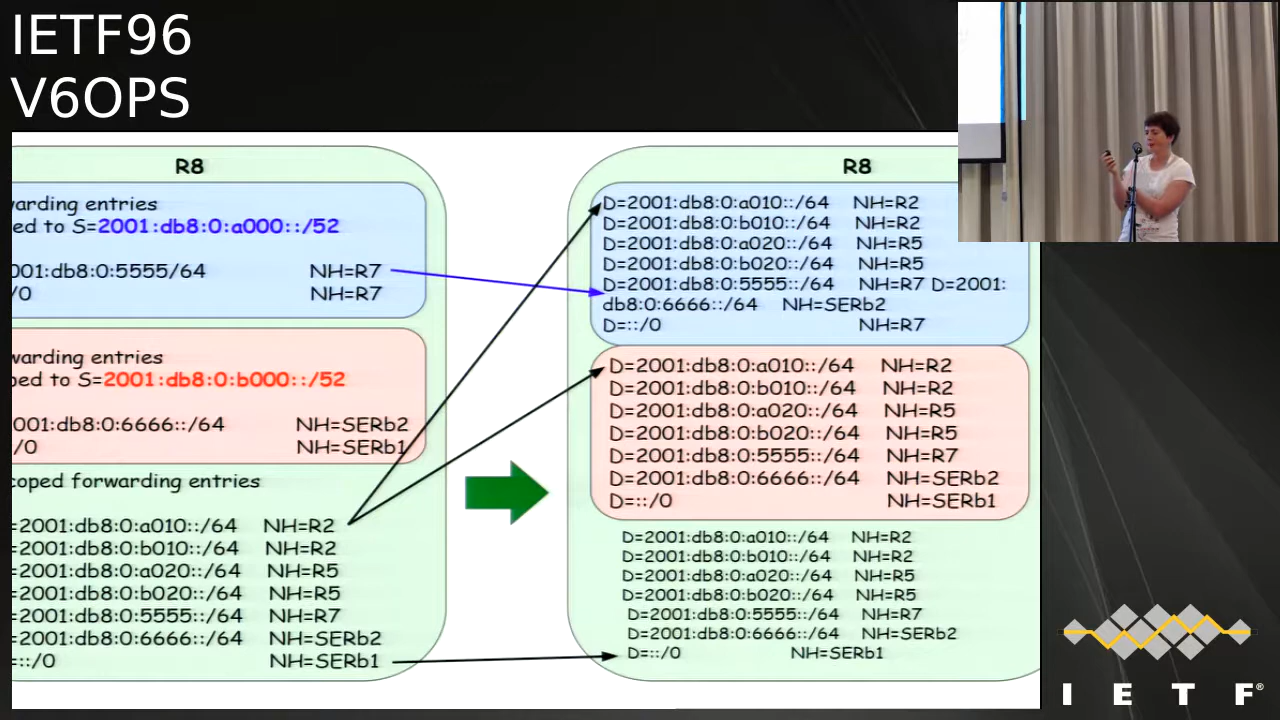 IETF96
V6OPS
R8
warding entries
ed to S=2001:db8:0:a000::/52
001:db8:0:5555/64 NH=R7
/0 NH=R7
warding entries
ped to S=2001:db8:0:b000::/52
001:db8:0:6666::/64 NH=SERb2
/0 NH=SERb1
coped forwarding entries
=2001:db8:0:a010::/64 NH=R2
=2001:db8:0:b010::/64 NH=R2
=2001:db8:0:a020::/64 NH=R5
=2001:db8:0:b020::/64 NH=R5
=2001:db8:0:5555::/64 NH=R7
=2001:db8:0:6666::/64 NH=SERb2
=::/0 NH=SERb1
R8
D=2001:db8:0:a010::/64 NH=R2
D=2001:db8:0:b010::/64 NH=R2
D=2001:db8:0:a020::/64 NH=R5
D=2001:db8:0:b020::/64 NH=R5
D=2001:db8:0:5555::/64 NH=R7 D=2001:
db8:0:6666::/64 NH=SERb2
D=::/0 NH=R7
D=2001:db8:0:a010::/64 NH=R2
D=2001:db8:0:b010::/64 NH=R2
D=2001:db8:0:a020::/64 NH=R5
D=2001:db8:0:b020::/64 NH=R5
D=2001:db8:0:5555::/64 NH=R7
D=2001:db8:0:6666::/64 NH=SERb2
D=::/0 NH=SERb1
D=2001:db8:0:a010::/64 NH=R2
D=2001:db8:0:b010::/64 NH=R2
D=2001:db8:0:a020::/64 NH=R5
D=2001:db8:0:b020::/64 NH=R5
D=2001:db8:0:5555::/64 NH=R7
D=2001:db8:0:6666::/64 NH=SERb2
D=::/0 NH=SERb1
I E T F®